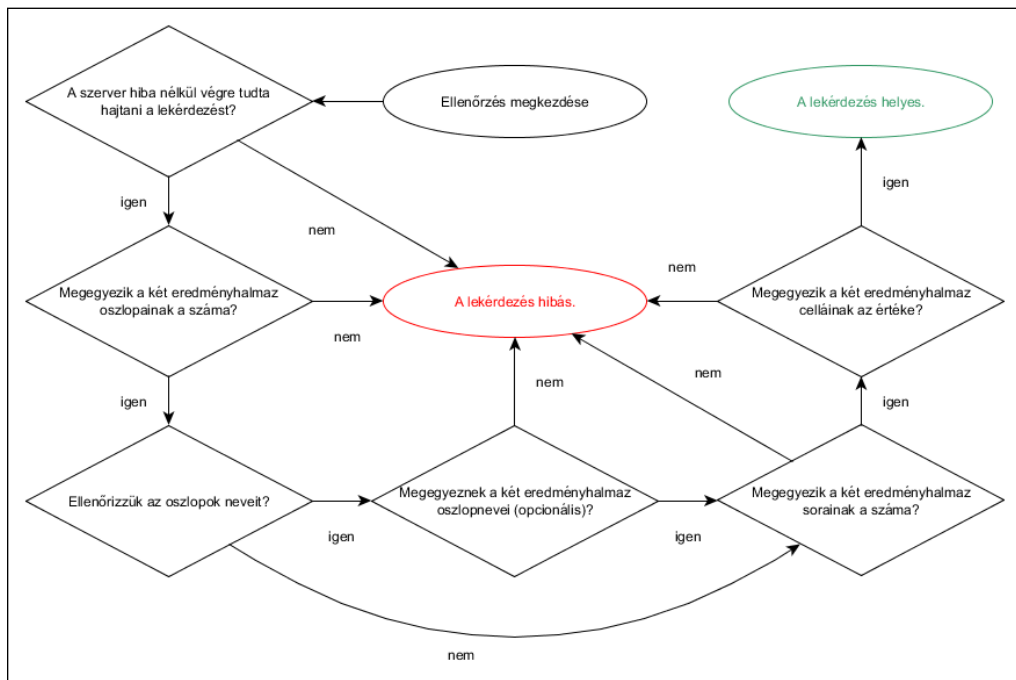 A szerver hiba nélkül végre tudta
hajtani a lekérdezést?
Ellenőrzés megkezdése
A lekérdezés helyes.
igen
nem
igen
Megegyezik a két eredményhalmaz
oszlopainak a száma?
nem
A lekérdezés hibás.
nem
Megegyezik a két eredményhalmaz
celláinak az értéke?
igen
nem
nem
igen
Ellenőrizzük az oszlopok neveit?
igen
Megegyeznek a két eredményhalmaz
oszlopnevei (opcionális)?
igen
Megegyezik a két eredményhalmaz
sorainak a száma?
nem